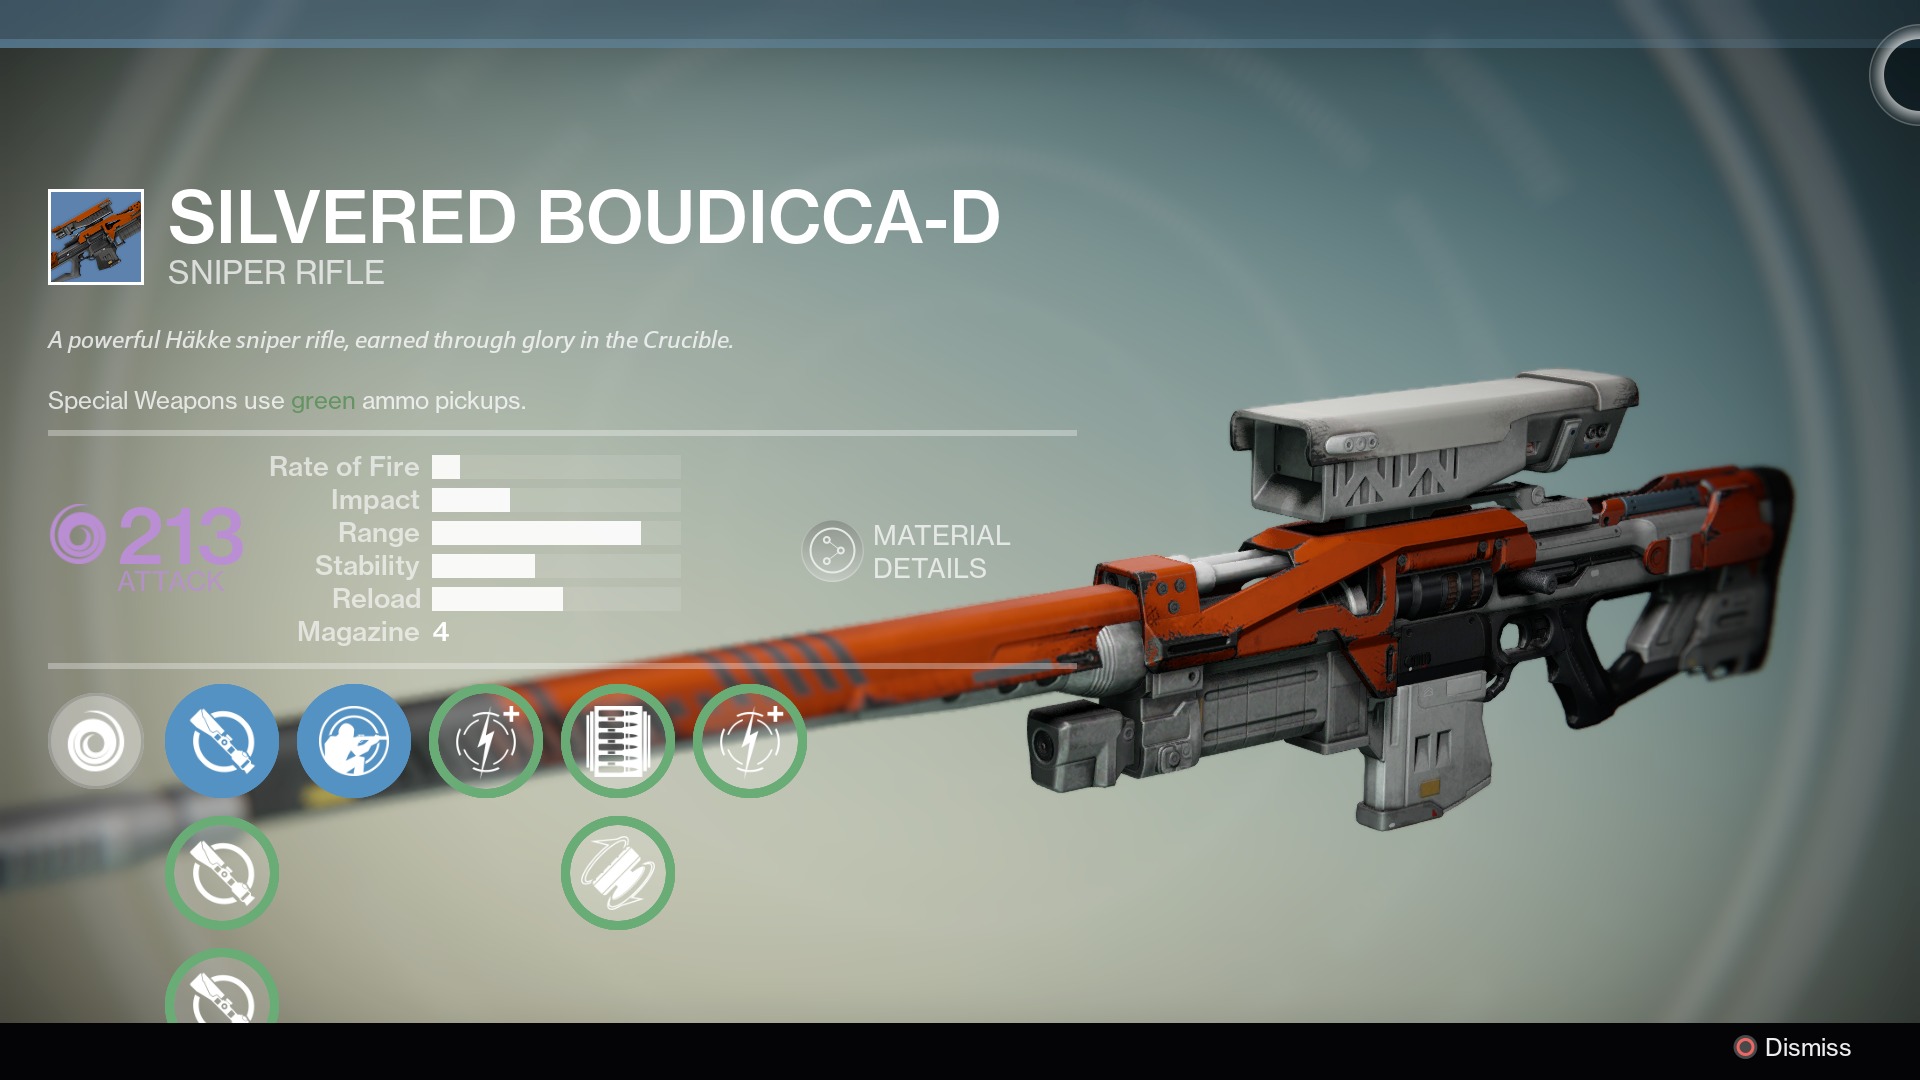 SILVERED BOUDICCA-D
SNIPER RIFLE
A powerful Häkke sniper rifle, earned through glory in the Crucible.
Special Weapons use green ammo pickups.
213
ATTACK
Rate of Fire
Impact
Range
Stability
Reload
Magazine 4
MATERIAL
DETAILS
Dismiss